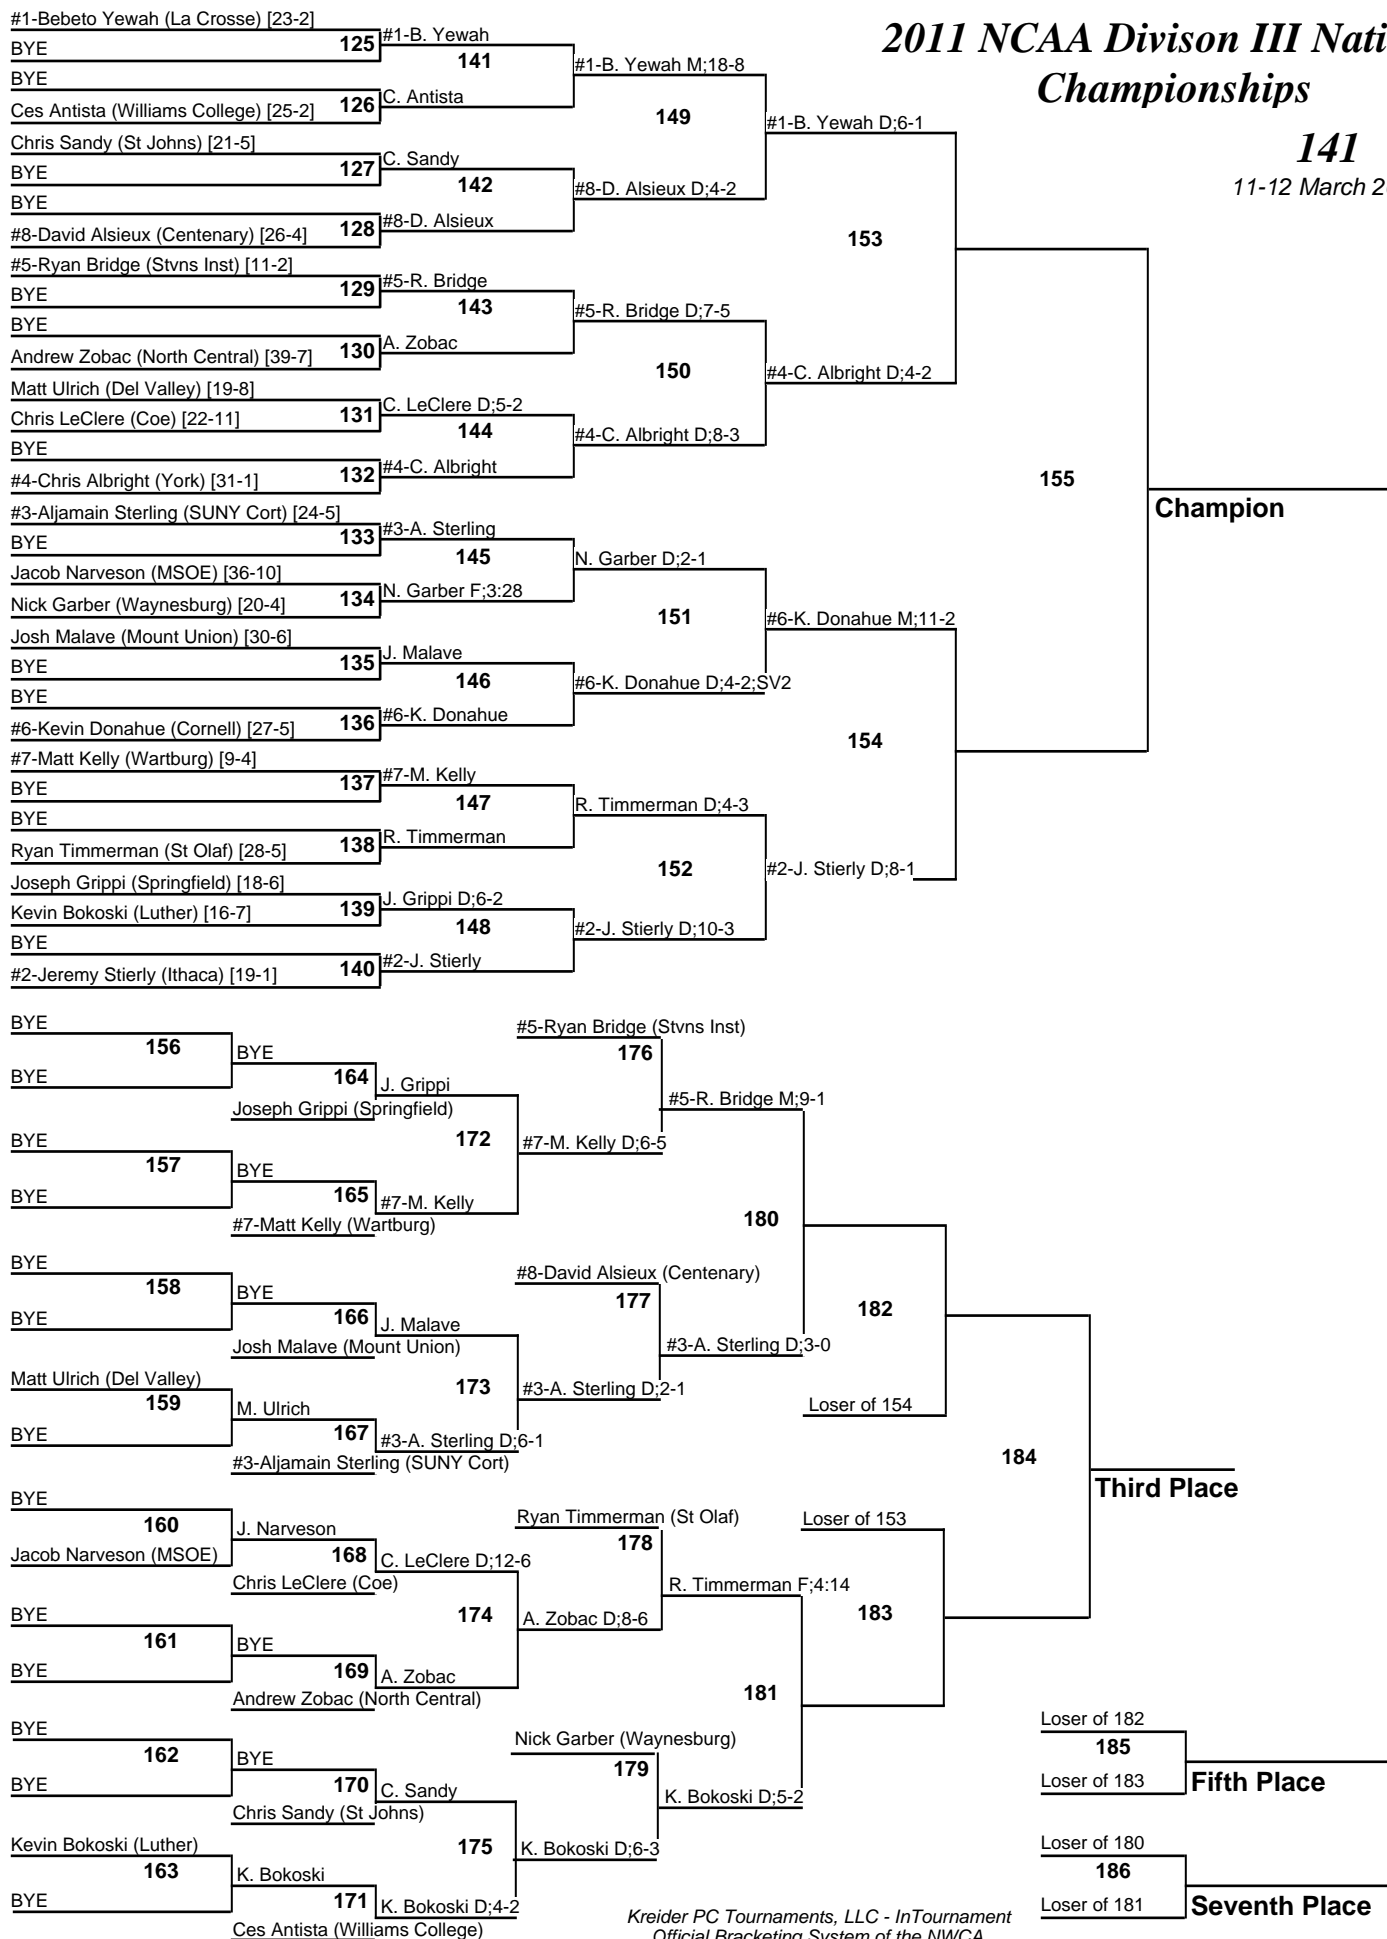 2011 NCAA Divison III Nati
Championships
141
11-12 March 2
#1-Bebeto Yewah (La Crosse) [23-2]
BYE
125
BYE
Ces Antista (Williams College) [25-2]
126
Chris Sandy (St Johns) [21-5]
BYE
127
BYE
#8-David Alsieux (Centenary) [26-4]
128
#5-Ryan Bridge (Stvns Inst) [11-2]
BYE
129
BYE
Andrew Zobac (North Central) [39-7]
130
Matt Ulrich (Del Valley) [19-8]
Chris LeClere (Coe) [22-11]
131
BYE
#4-Chris Albright (York) [31-1]
132
#3-Aljamain Sterling (SUNY Cort) [24-5]
BYE
133
Jacob Narveson (MSOE) [36-10]
Nick Garber (Waynesburg) [20-4]
134
Josh Malave (Mount Union) [30-6]
BYE
135
BYE
#6-Kevin Donahue (Cornell) [27-5]
136
#7-Matt Kelly (Wartburg) [9-4]
BYE
137
BYE
Ryan Timmerman (St Olaf) [28-5]
138
Joseph Grippi (Springfield) [18-6]
Kevin Bokoski (Luther) [16-7]
139
BYE
#2-Jeremy Stierly (Ithaca) [19-1]
140
#1-B. Yewah
141
C. Antista
C. Sandy
142
#8-D. Alsieux
#5-R. Bridge
143
A. Zobac
C. LeClere D;5-2
144
#4-C. Albright
#3-A. Sterling
145
N. Garber F;3:28
J. Malave
146
#6-K. Donahue
#7-M. Kelly
147
R. Timmerman
J. Grippi D;6-2
148
#2-J. Stierly
#1-B. Yewah M;18-8
149
#8-D. Alsieux D;4-2
#5-R. Bridge D;7-5
150
#4-C. Albright D;8-3
N. Garber D;2-1
151
#6-K. Donahue D;4-2;SV2
R. Timmerman D;4-3
152
#2-J. Stierly D;10-3
#1-B. Yewah D;6-1
153
#4-C. Albright D;4-2
#6-K. Donahue M;11-2
154
#2-J. Stierly D;8-1
155
Champion
BYE
156
BYE
BYE
157
BYE
BYE
158
BYE
Matt Ulrich (Del Valley)
159
BYE
BYE
160
Jacob Narveson (MSOE)
BYE
161
BYE
BYE
162
BYE
Kevin Bokoski (Luther)
163
BYE
BYE
164
Joseph Grippi (Springfield)
BYE
165
#7-Matt Kelly (Wartburg)
BYE
166
Josh Malave (Mount Union)
M. Ulrich
167
#3-Aljamain Sterling (SUNY Cort)
J. Narveson
168
Chris LeClere (Coe)
BYE
169
Andrew Zobac (North Central)
BYE
170
Chris Sandy (St Johns)
K. Bokoski
171
Ces Antista (Williams College)
J. Grippi
172
#7-M. Kelly
J. Malave
173
#3-A. Sterling D;6-1
C. LeClere D;12-6
174
A. Zobac
C. Sandy
175
K. Bokoski D;4-2
#5-Ryan Bridge (Stvns Inst)
176
#7-M. Kelly D;6-5
#8-David Alsieux (Centenary)
177
#3-A. Sterling D;2-1
Ryan Timmerman (St Olaf)
178
A. Zobac D;8-6
Nick Garber (Waynesburg)
179
K. Bokoski D;6-3
#5-R. Bridge M;9-1
180
#3-A. Sterling D;3-0
R. Timmerman F;4:14
181
K. Bokoski D;5-2
182
Loser of 154
Loser of 153
183
184
Third Place
Loser of 182
185
Loser of 183
Fifth Place
Loser of 180
186
Loser of 181
Seventh Place
Kreider PC Tournaments, LLC - InTournament
Official Bracketing System of the NWCA